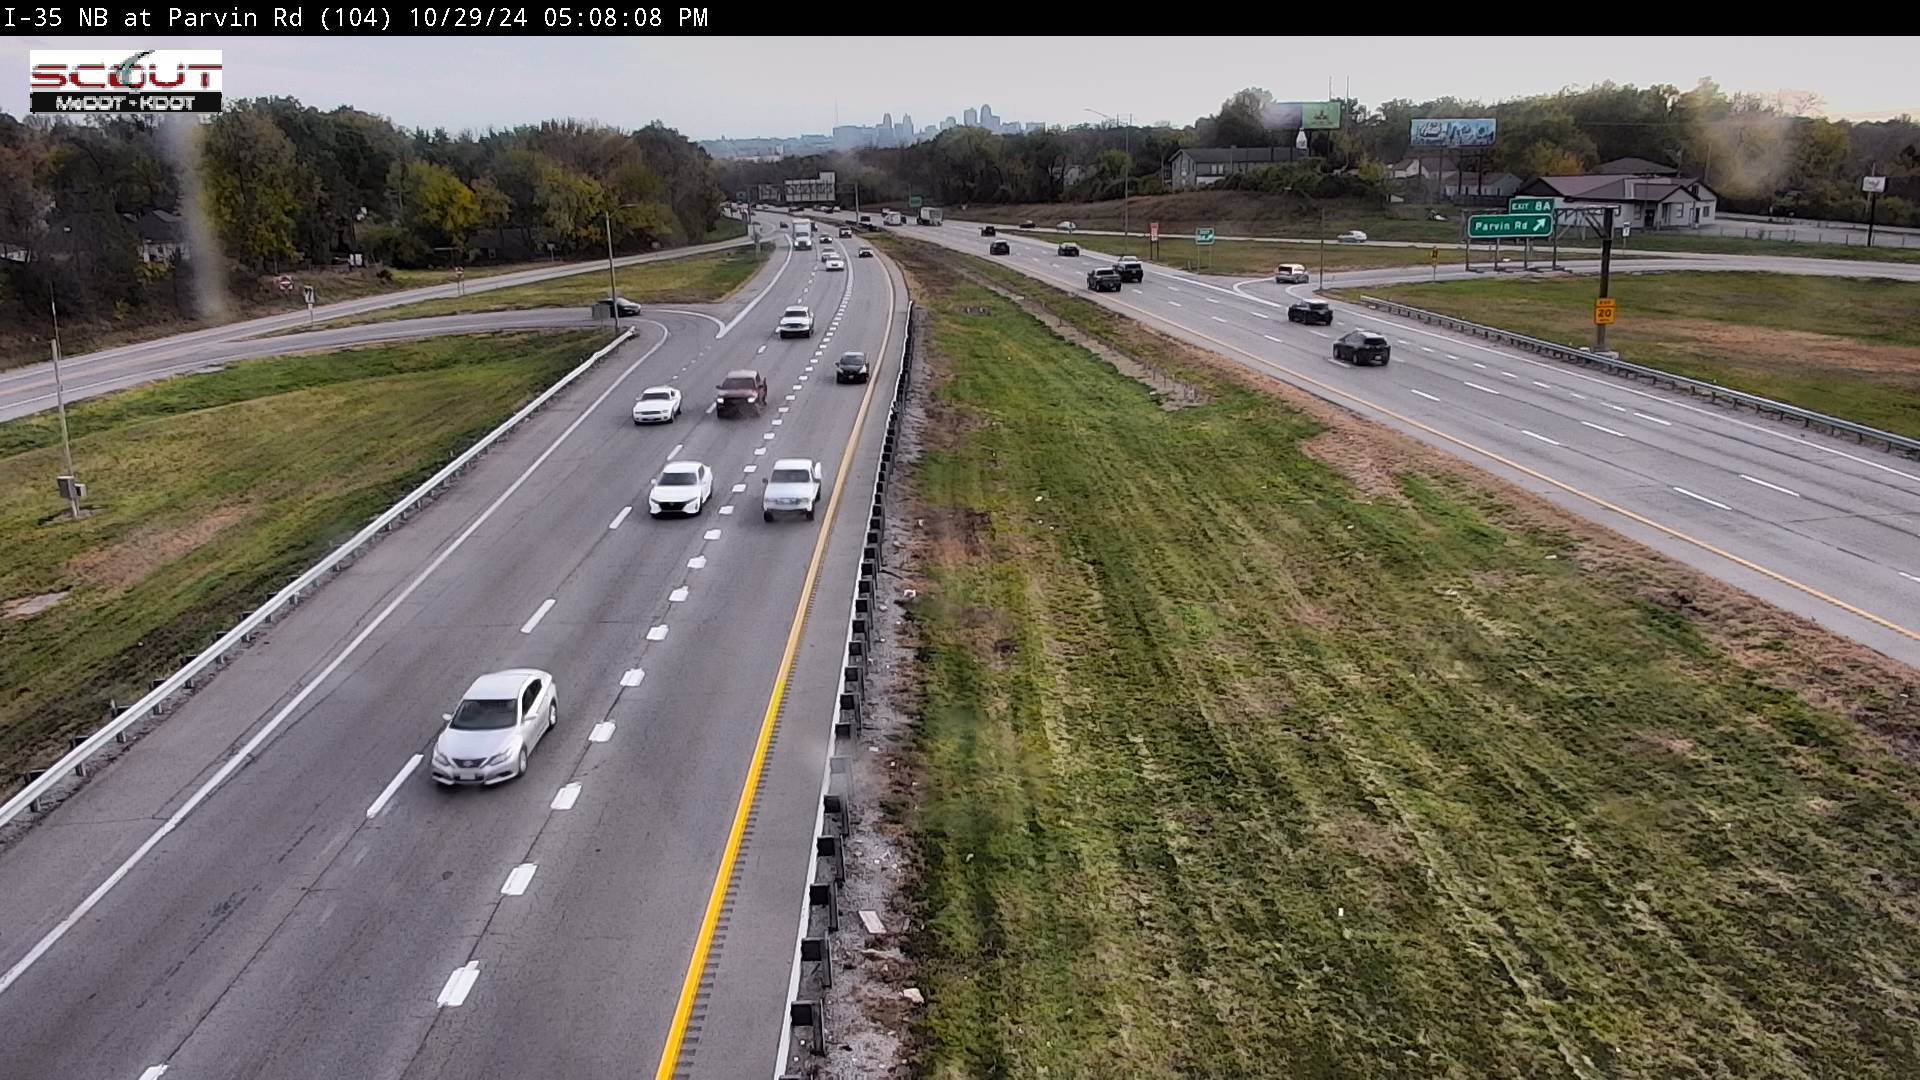 I-35 NB at Parvin Rd (104) 10/29/24 05:08:08 PM
SCOUT
MoDOT - KDOT
EXIT 8A
Parvin Rd
EXIT
20